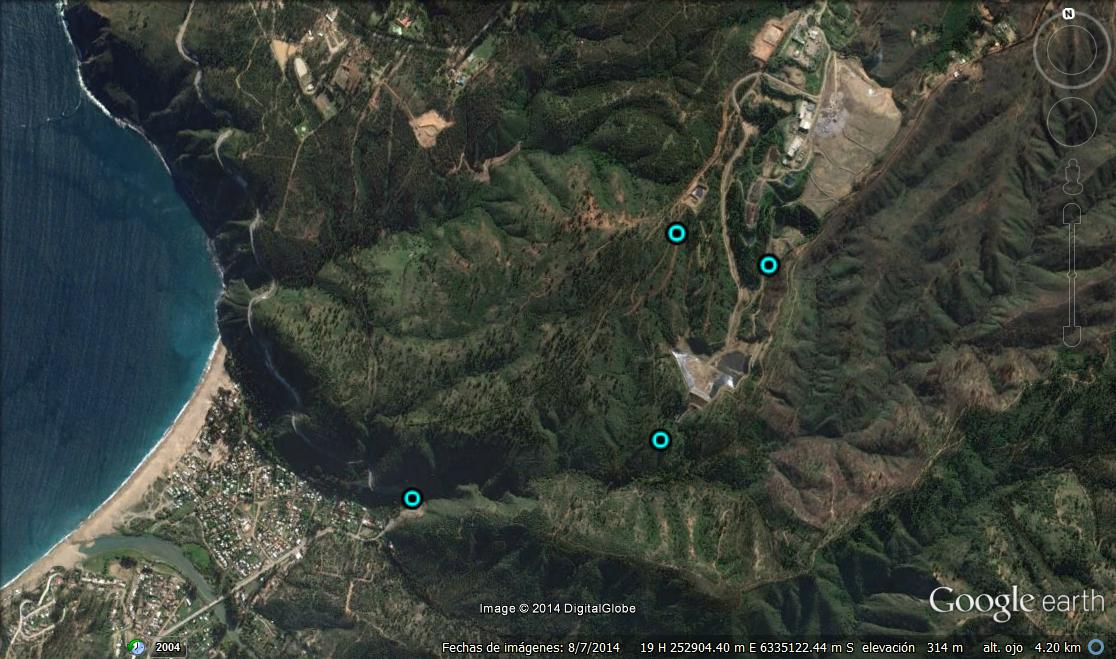 N
Image © 2014 DigitalGlobe
Google earth
2004
Fechas de imágenes: 8/7/2014 19 H 252904.40 m E 6335122.44 m S elevación 314 m alt. ojo 4.20 km